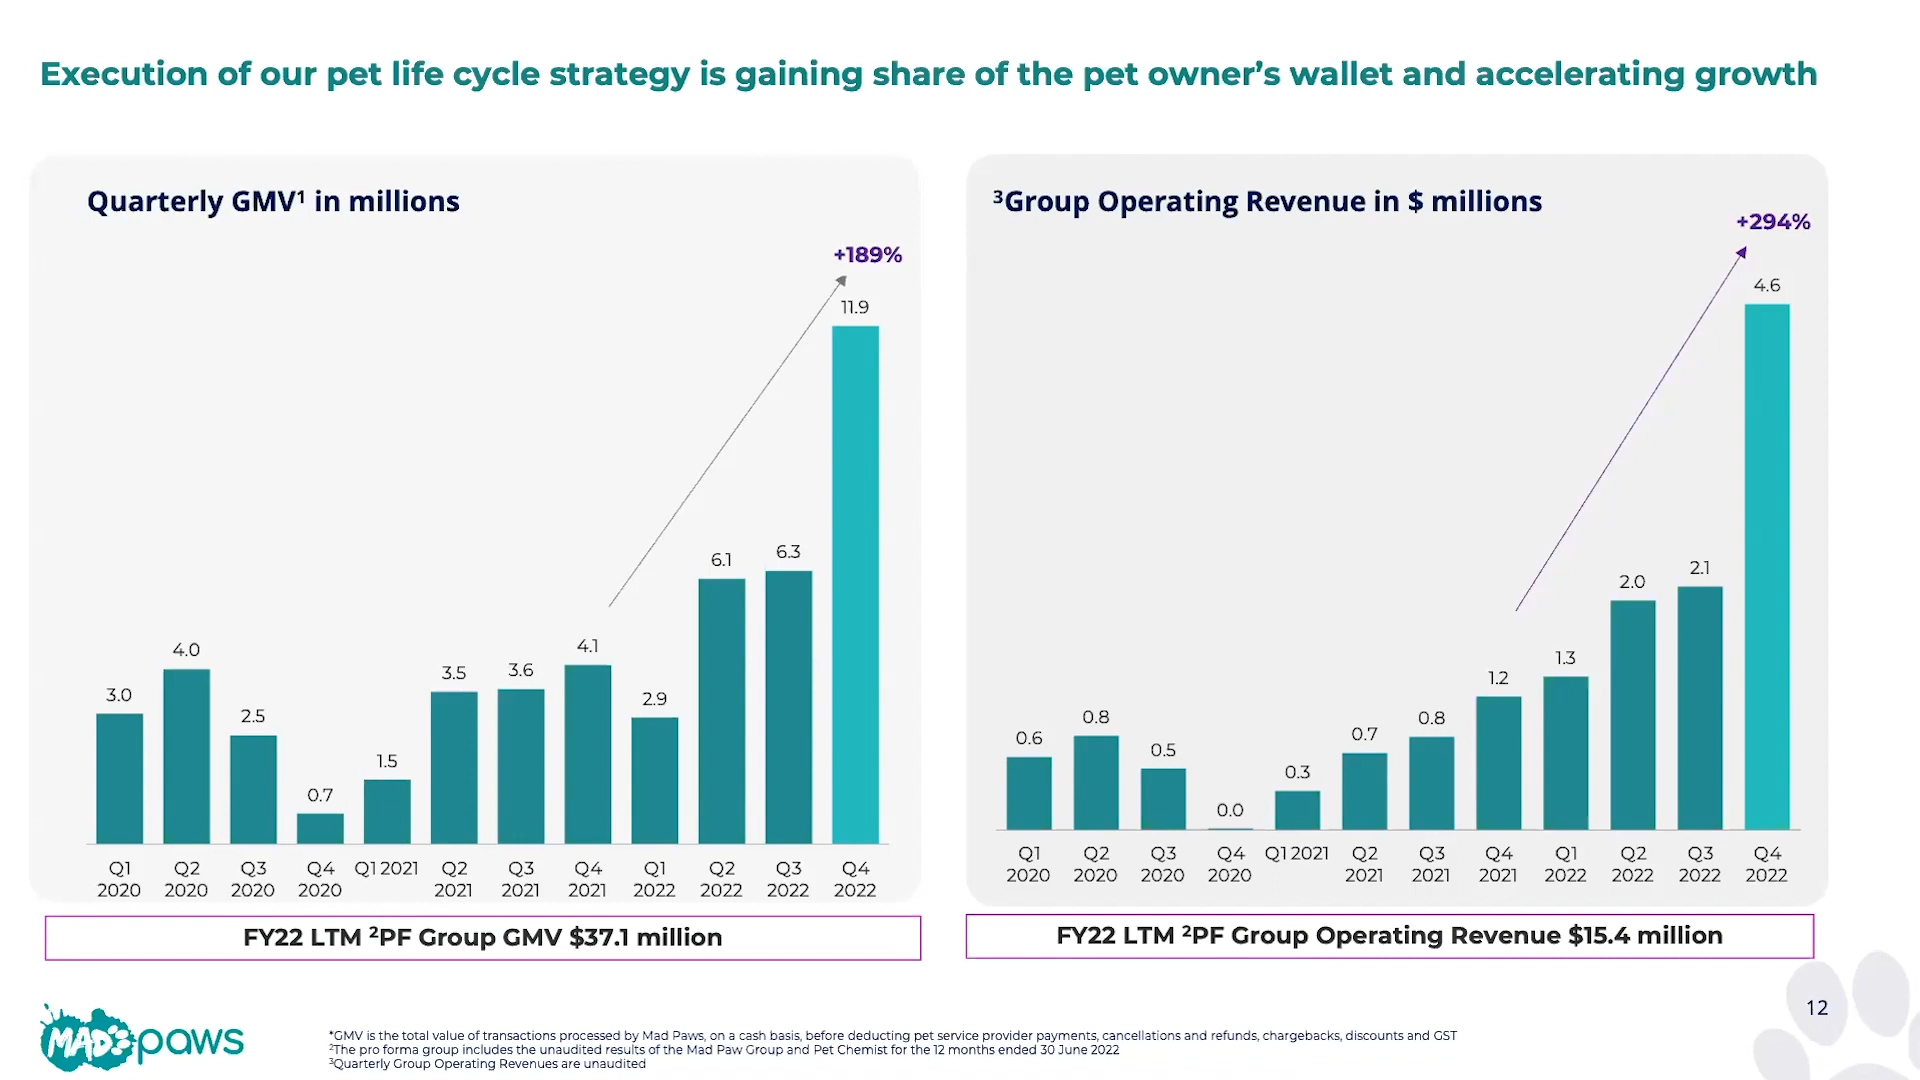 Execution of our pet life cycle strategy is gaining share of the pet owner’s wallet and accelerating growth
Quarterly GMV¹ in millions
+189%
11.9
6.3
6.1
4.1
4.0
3.6
3.5
3.0
2.9
2.5
1.5
0.7
Q1 Q2 Q3 Q4 Q1 2021 Q2 Q3 Q4 Q1 Q2 Q3 Q4
2020 2020 2020 2020 2021 2021 2021 2022 2022 2022 2022
FY22 LTM ²PF Group GMV $37.1 million
³Group Operating Revenue in $ millions
+294%
4.6
2.1
2.0
1.3
1.2
0.8
0.8
0.7
0.6
0.5
0.3
0.0
Q1 Q2 Q3 Q4 Q1 2021 Q2 Q3 Q4 Q1 Q2 Q3 Q4
2020 2020 2020 2020 2021 2021 2021 2022 2022 2022 2022
FY22 LTM ²PF Group Operating Revenue $15.4 million
MAD paws
*GMV is the total value of transactions processed by Mad Paws, on a cash basis, before deducting pet service provider payments, cancellations and refunds, chargebacks, discounts and GST
²The pro forma group includes the unaudited results of the Mad Paw Group and Pet Chemist for the 12 months ended 30 June 2022
³Quarterly Group Operating Revenues are unaudited
12